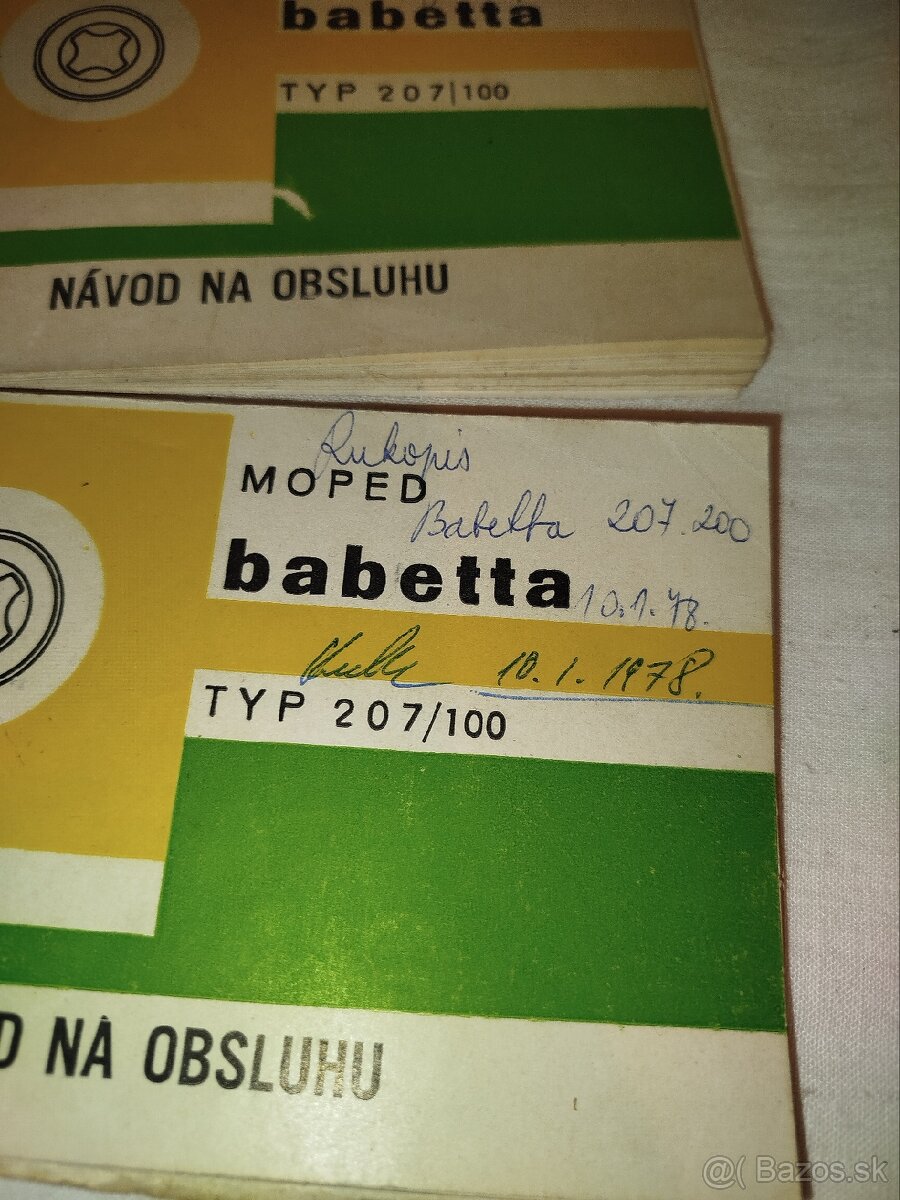 babetta
TYP 207|100
NÁVOD NA OBSLUHU
Rukopis
MOPED
Babetta 207.200
babetta
10.1.78.
10.1.1978.
TYP 207/100
D NA OBSLUHU
@( Bazos.sk